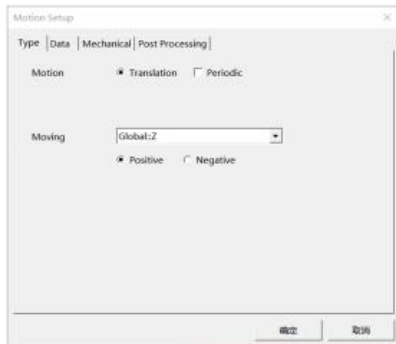 Motion Setup
Type Data Mechanical Post Processing
Motion Translation Periodic
Moving Global::Z
Positive Negative
确定 取消